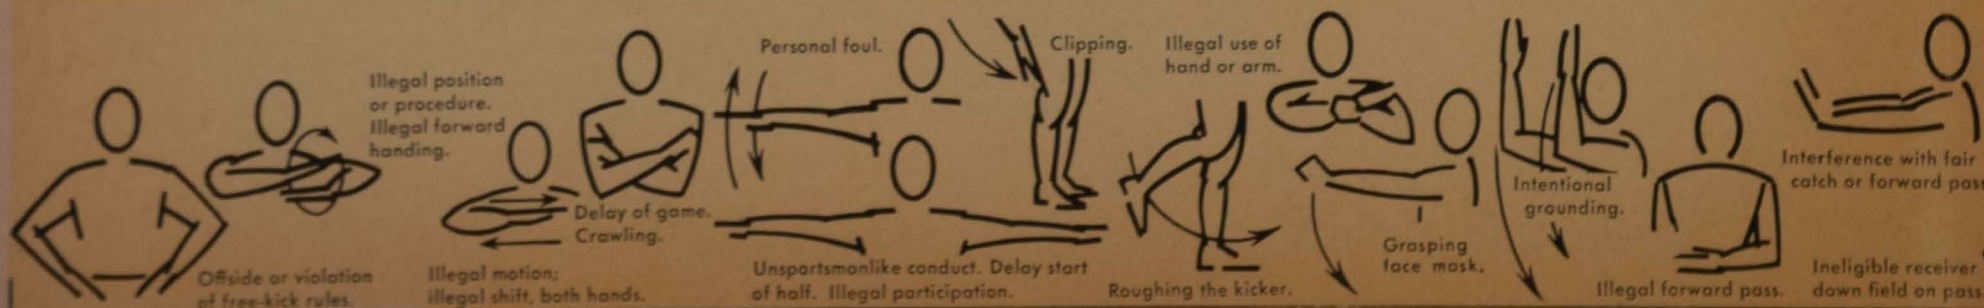 Offside or violation
of free-kick rules.
Illegal position
or procedure.
Illegal forward
handing.
Illegal motion;
illegal shift, both hands.
Delay of game.
Crawling.
Personal foul.
Unsportsmanlike conduct. Delay start
of half. Illegal participation.
Clipping.
Roughing the kicker.
Illegal use of
hand or arm.
Grasping
face mask.
Intentional
grounding.
Illegal forward pass.
Interference with fair
catch or forward pass
Ineligible receiver
down field on pass